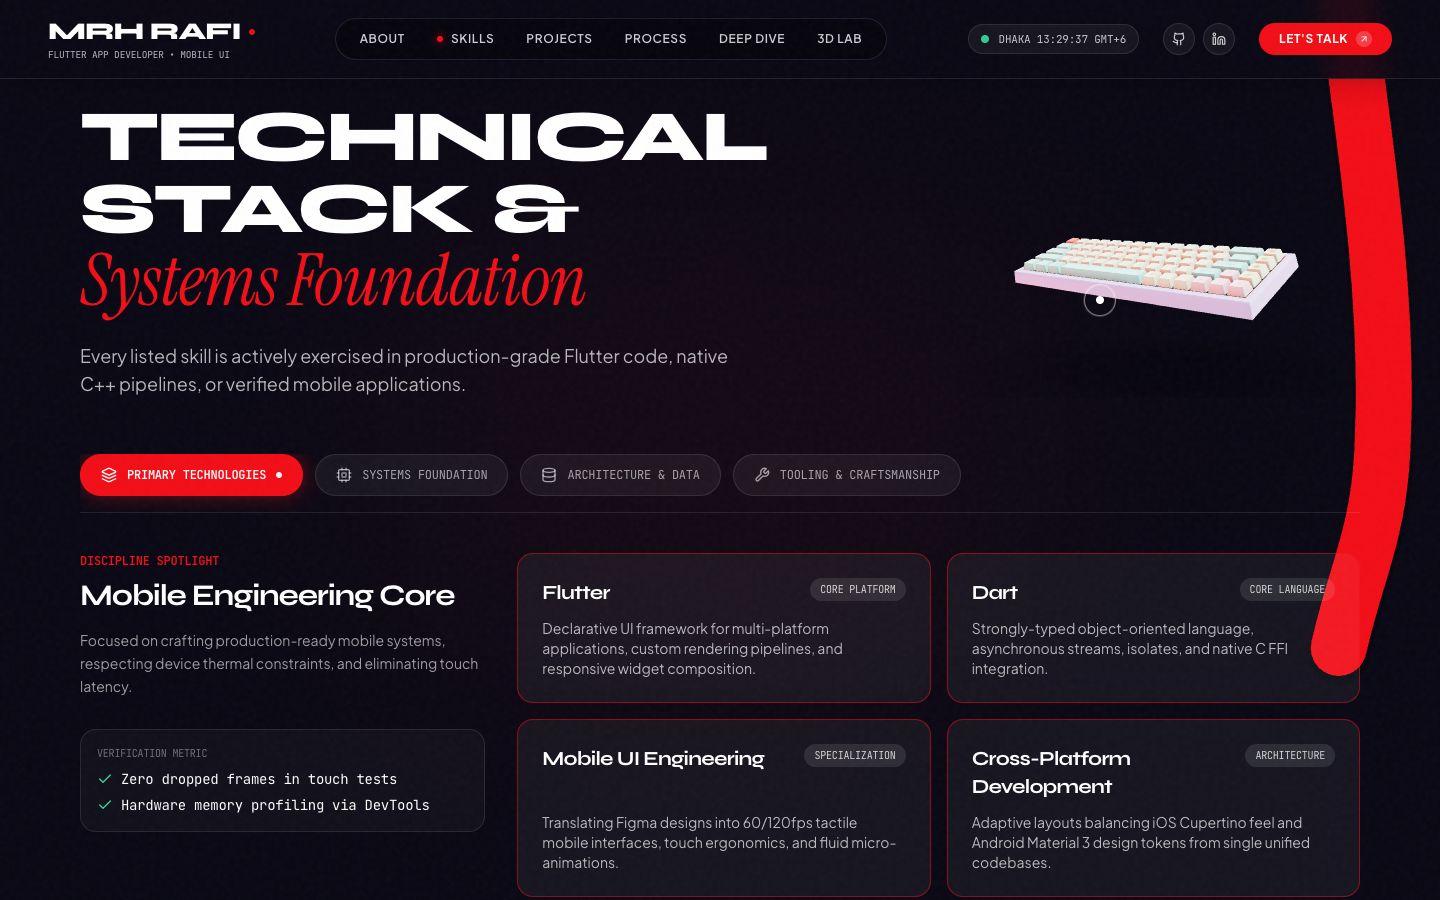 MRH RAFI
FLUTTER APP DEVELOPER • MOBILE UI
ABOUT
SKILLS
PROJECTS
PROCESS
DEEP DIVE
3D LAB
DHAKA 13:29:37 GMT+6
LET'S TALK
TECHNICAL
STACK &
Systems Foundation
Every listed skill is actively exercised in production-grade Flutter code, native
C++ pipelines, or verified mobile applications.
PRIMARY TECHNOLOGIES
SYSTEMS FOUNDATION
ARCHITECTURE & DATA
TOOLING & CRAFTSMANSHIP
DISCIPLINE SPOTLIGHT
Mobile Engineering Core
Focused on crafting production-ready mobile systems,
respecting device thermal constraints, and eliminating touch
latency.
VERIFICATION METRIC
Zero dropped frames in touch tests
Hardware memory profiling via DevTools
Flutter
CORE PLATFORM
Declarative UI framework for multi-platform
applications, custom rendering pipelines, and
responsive widget composition.
Dart
CORE LANGUAGE
Strongly-typed object-oriented language,
asynchronous streams, isolates, and native C FFI
integration.
Mobile UI Engineering
SPECIALIZATION
Translating Figma designs into 60/120fps tactile
mobile interfaces, touch ergonomics, and fluid micro-
animations.
Cross-Platform
Development
ARCHITECTURE
Adaptive layouts balancing iOS Cupertino feel and
Android Material 3 design tokens from single unified
codebases.